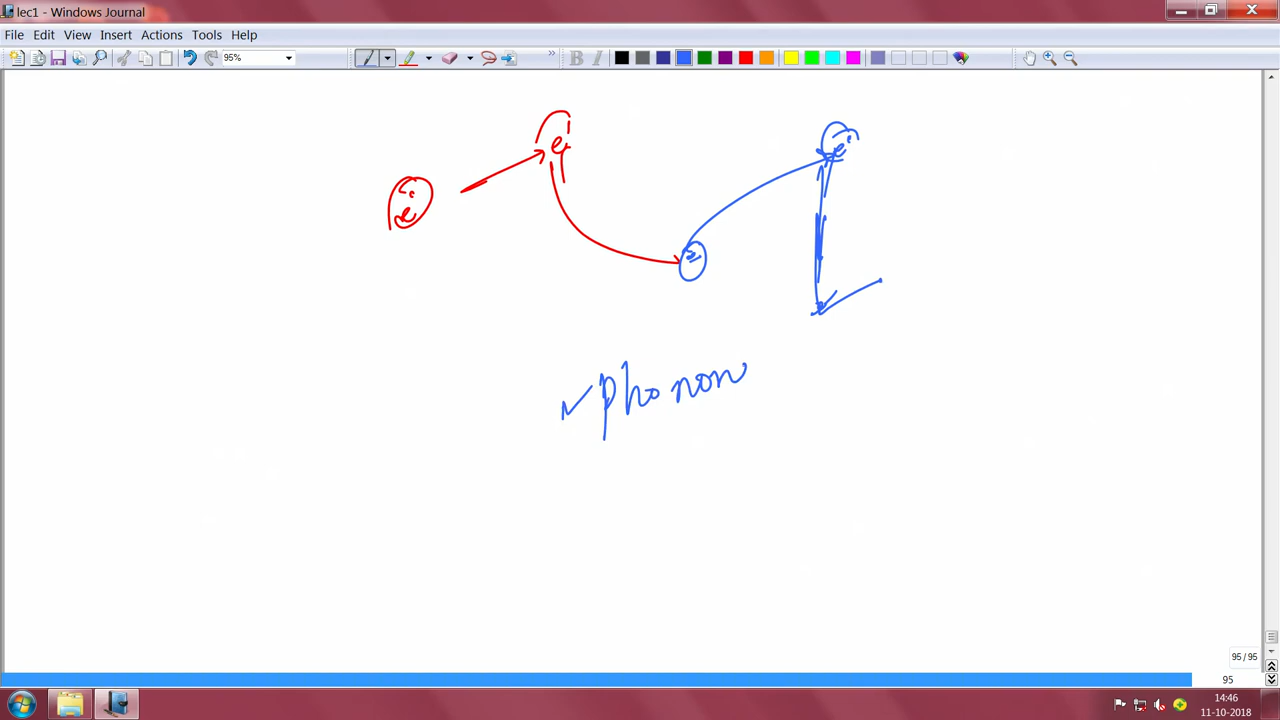 lec1 - Windows Journal
File Edit View Insert Actions Tools Help
95%
B I
e
e
e
phonon
95 / 95
95
14:46
11-10-2018